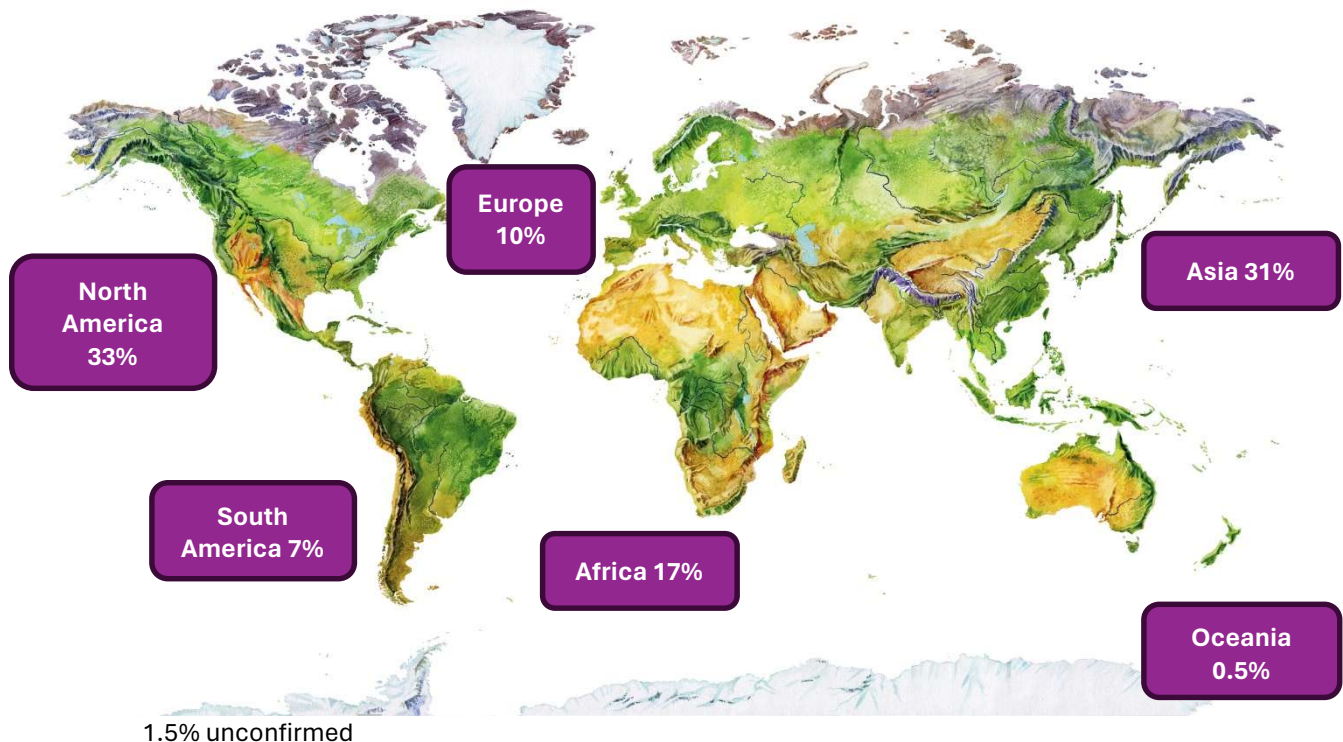 Europe
10%
North
America
33%
Asia 31%
South
America 7%
Africa 17%
Oceania
0.5%
1.5% unconfirmed